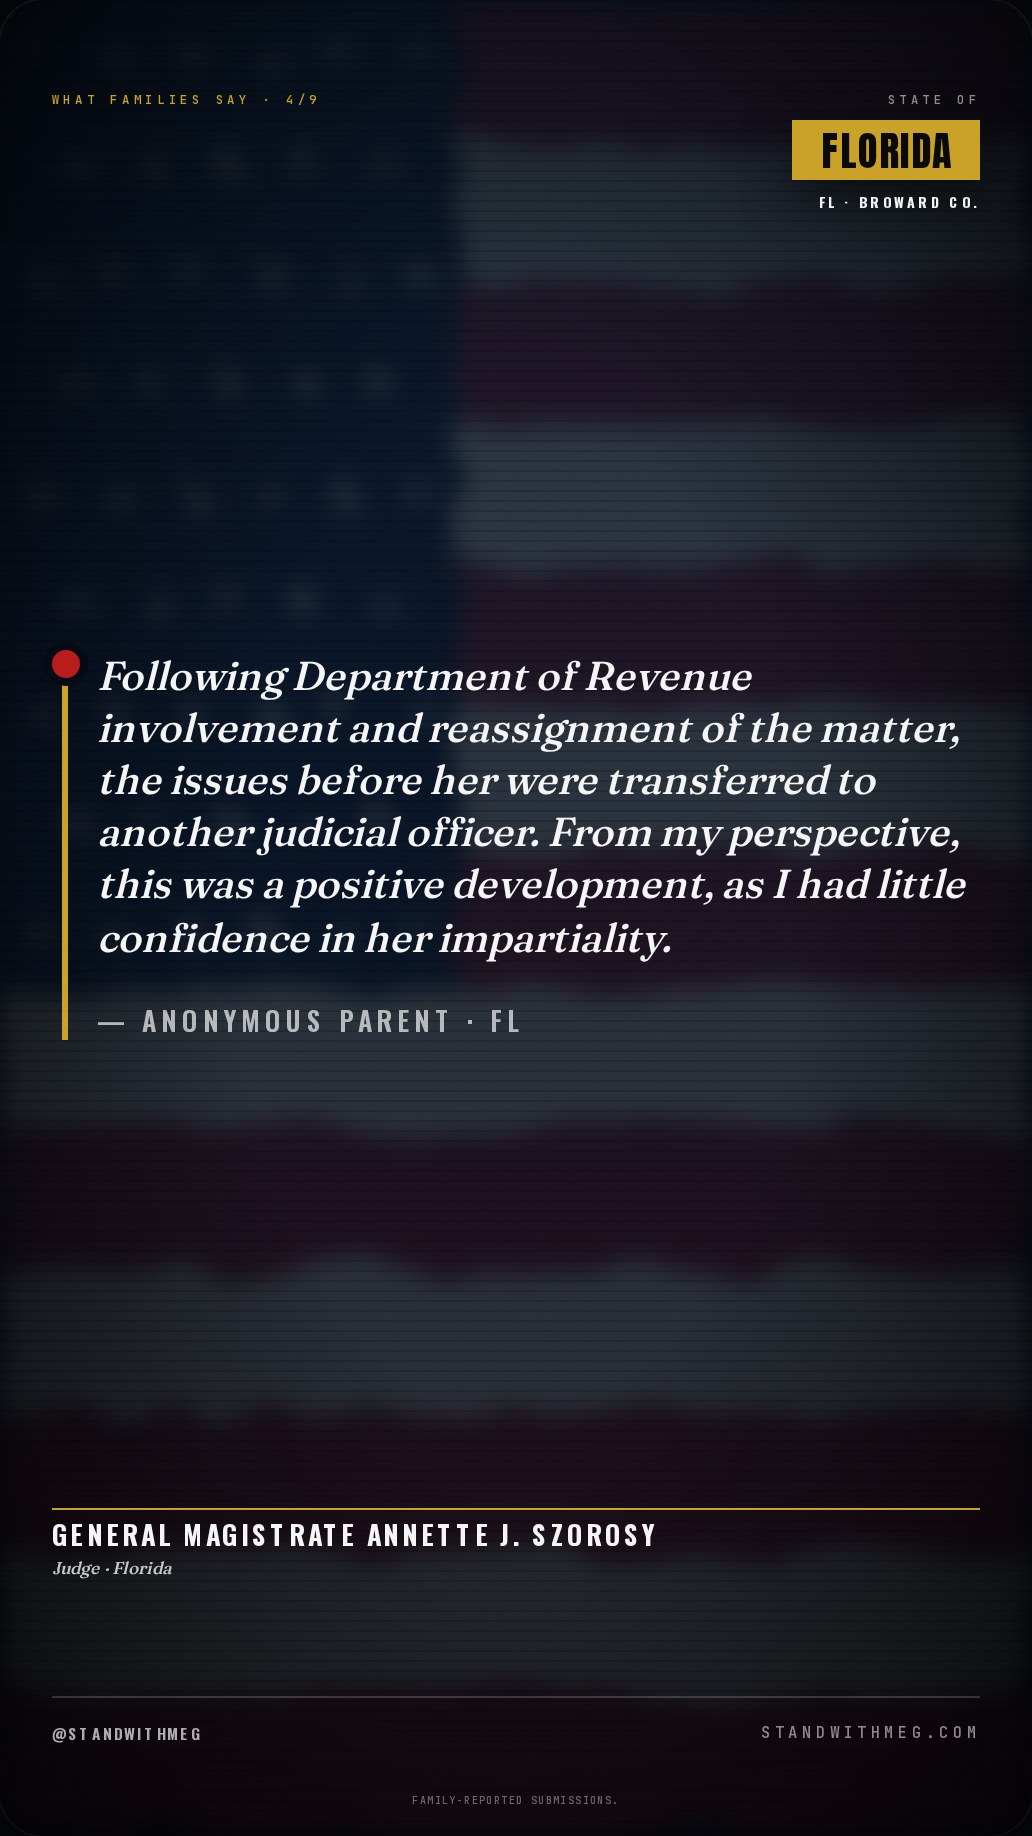 WHAT FAMILIES SAY · 4/9
STATE OF
FLORIDA
FL · BROWARD CO.
Following Department of Revenue
involvement and reassignment of the matter,
the issues before her were transferred to
another judicial officer. From my perspective,
this was a positive development, as I had little
confidence in her impartiality.
— ANONYMOUS PARENT · FL
GENERAL MAGISTRATE ANNETTE J. SZOROSY
Judge · Florida
@STANDWITHMEG
STANDWITHMEG.COM
FAMILY-REPORTED SUBMISSIONS.